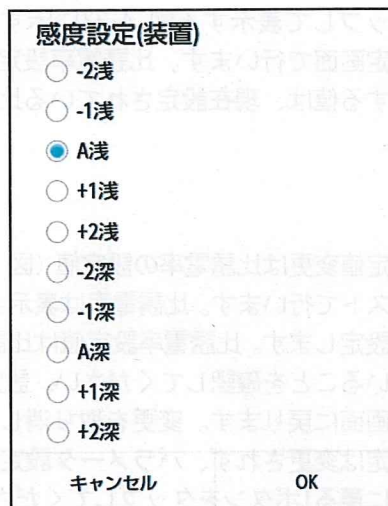 感度設定(装置)
-2浅
-1浅
A浅
+1浅
+2浅
-2深
-1深
A深
+1深
+2深
キャンセル OK